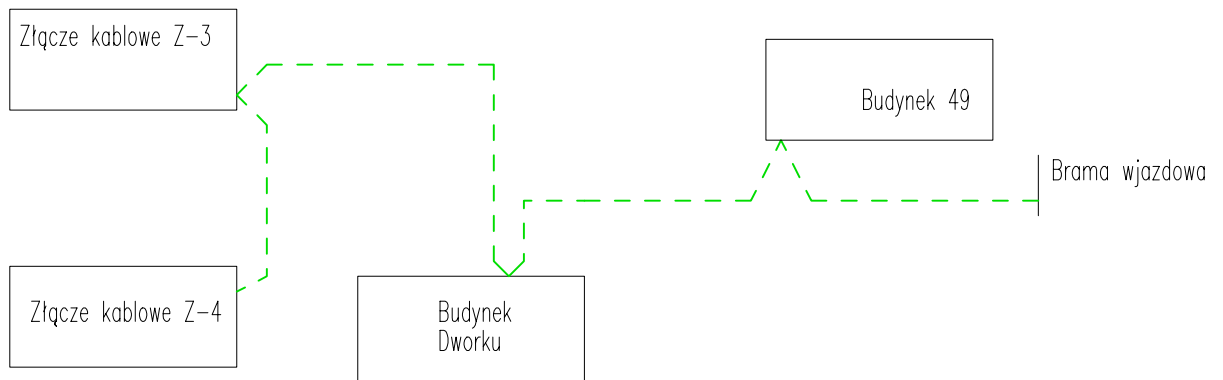 Złącze kablowe Z-3
Budynek 49
Brama wjazdowa
Złącze kablowe Z-4
Budynek
Dworku